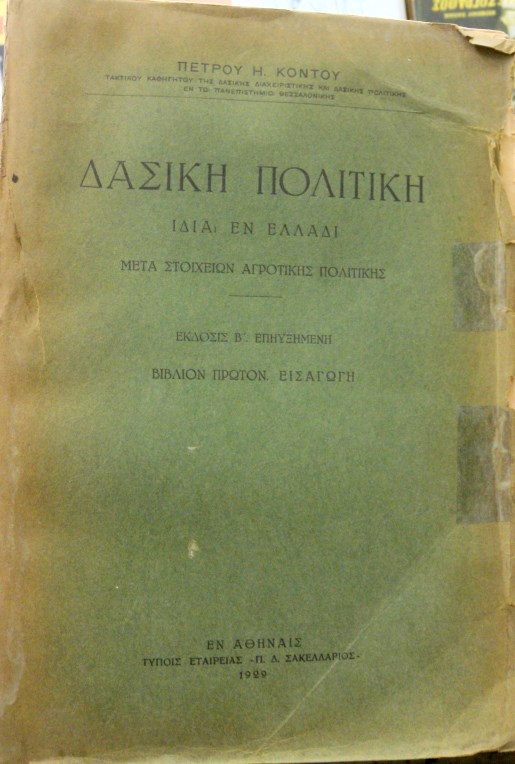 ΠΕΤΡΟΥ Η. ΚΟΝΤΟΥ
ΤΑΚΤΙΚΟΥ ΚΑΘΗΓΗΤΟΥ ΤΗΣ ΔΑΣΙΚΗΣ ΔΙΑΧΕΙΡΙΣΤΙΚΗΣ ΚΑΙ ΔΑΣΙΚΗΣ ΠΟΛΙΤΙΚΗΣ
ΕΝ ΤΩ ΠΑΝΕΠΙΣΤΗΜΙΩ ΘΕΣΣΑΛΟΝΙΚΗΣ
ΔΑΣΙΚΗ ΠΟΛΙΤΙΚΗ
ΙΔΙΑι ΕΝ ΕΛΛΑΔΙ
ΜΕΤΑ ΣΤΟΙΧΕΙΩΝ ΑΓΡΟΤΙΚΗΣ ΠΟΛΙΤΙΚΗΣ
ΕΚΔΟΣΙΣ Β΄. ΕΠΗΥΞΗΜΕΝΗ
ΒΙΒΛΙΟΝ ΠΡΩΤΟΝ. ΕΙΣΑΓΩΓΗ
ΕΝ ΑΘΗΝΑΙΣ
ΤΥΠΟΙΣ ΕΤΑΙΡΕΙΑΣ «Π. Δ. ΣΑΚΕΛΛΑΡΙΟΣ»
1929